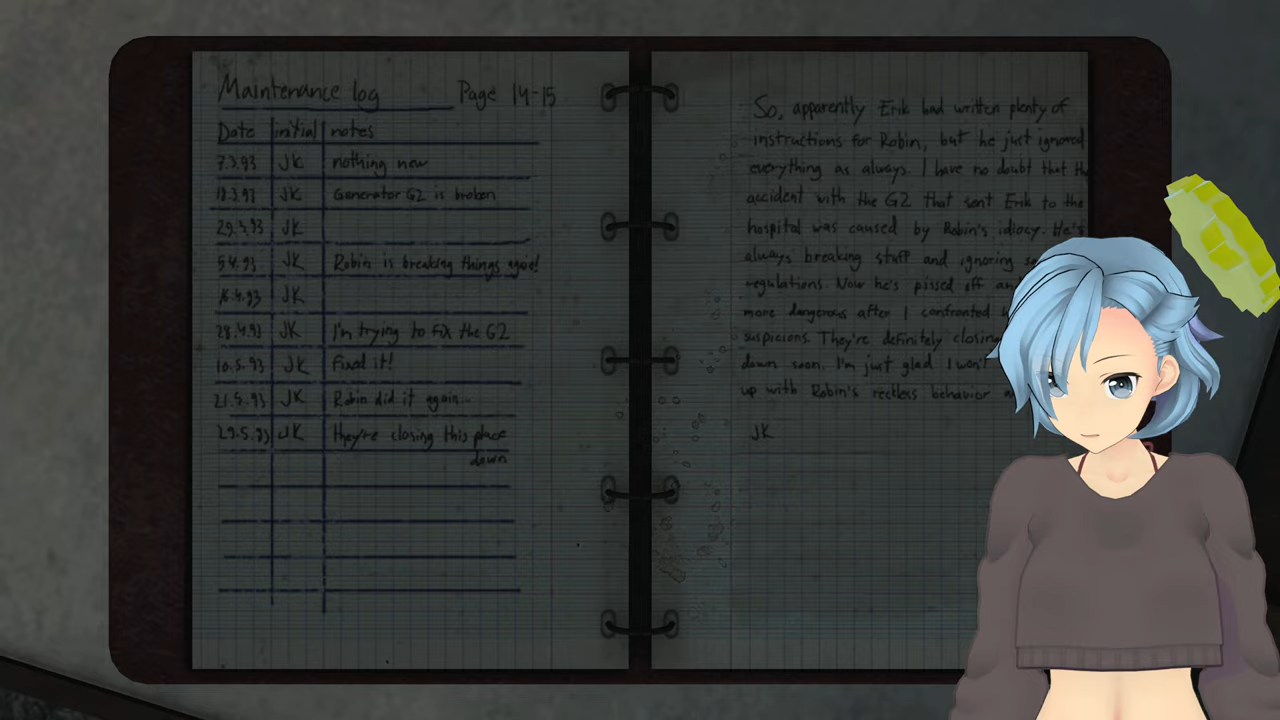 Maintenance log Page 14-15
Date initial notes
7.3.93 JK nothing new
JK Generator G2 is broken
29.3.93 JK
5.4.93 JK Robin is breaking things again!
16.4.93 JK
28.4.93 JK I'm trying to fix the G2
10.5.93 JK Fixed it!
21.5.93 JK Robin did it again...
29.5.93 JK They're closing this place
down
So, apparently Erik had written plenty of
instructions for Robin, but he just ignored
everything as always. I have no doubt that
accident with the G2 that sent Erik to the
hospital was caused by Robin's idiocy. He's
always breaking stuff and ignoring
regulations. Now he's pissed off
more dangerous after I confronted
suspicions. They're definitely
down soon. I'm just glad I won't
up with Robin's reckless behavior
JK